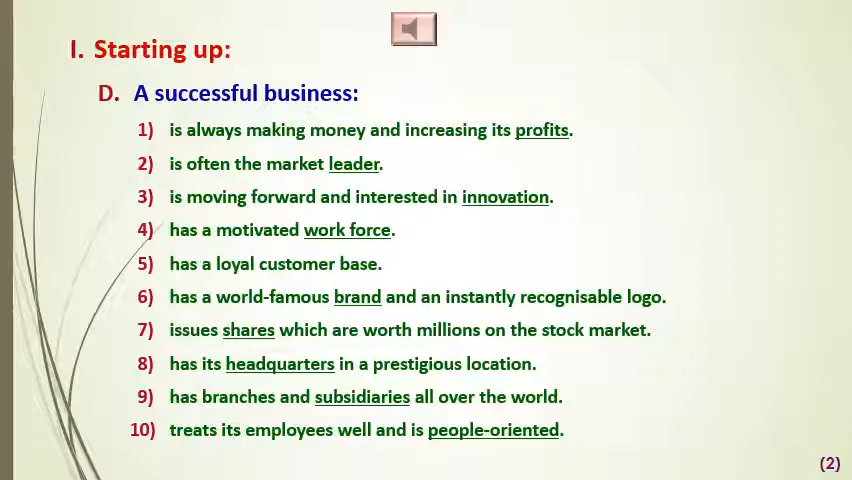 I. Starting up:
D. A successful business:
1) is always making money and increasing its profits.
2) is often the market leader.
3) is moving forward and interested in innovation.
4) has a motivated work force.
5) has a loyal customer base.
6) has a world-famous brand and an instantly recognisable logo.
7) issues shares which are worth millions on the stock market.
8) has its headquarters in a prestigious location.
9) has branches and subsidiaries all over the world.
10) treats its employees well and is people-oriented.
(2)